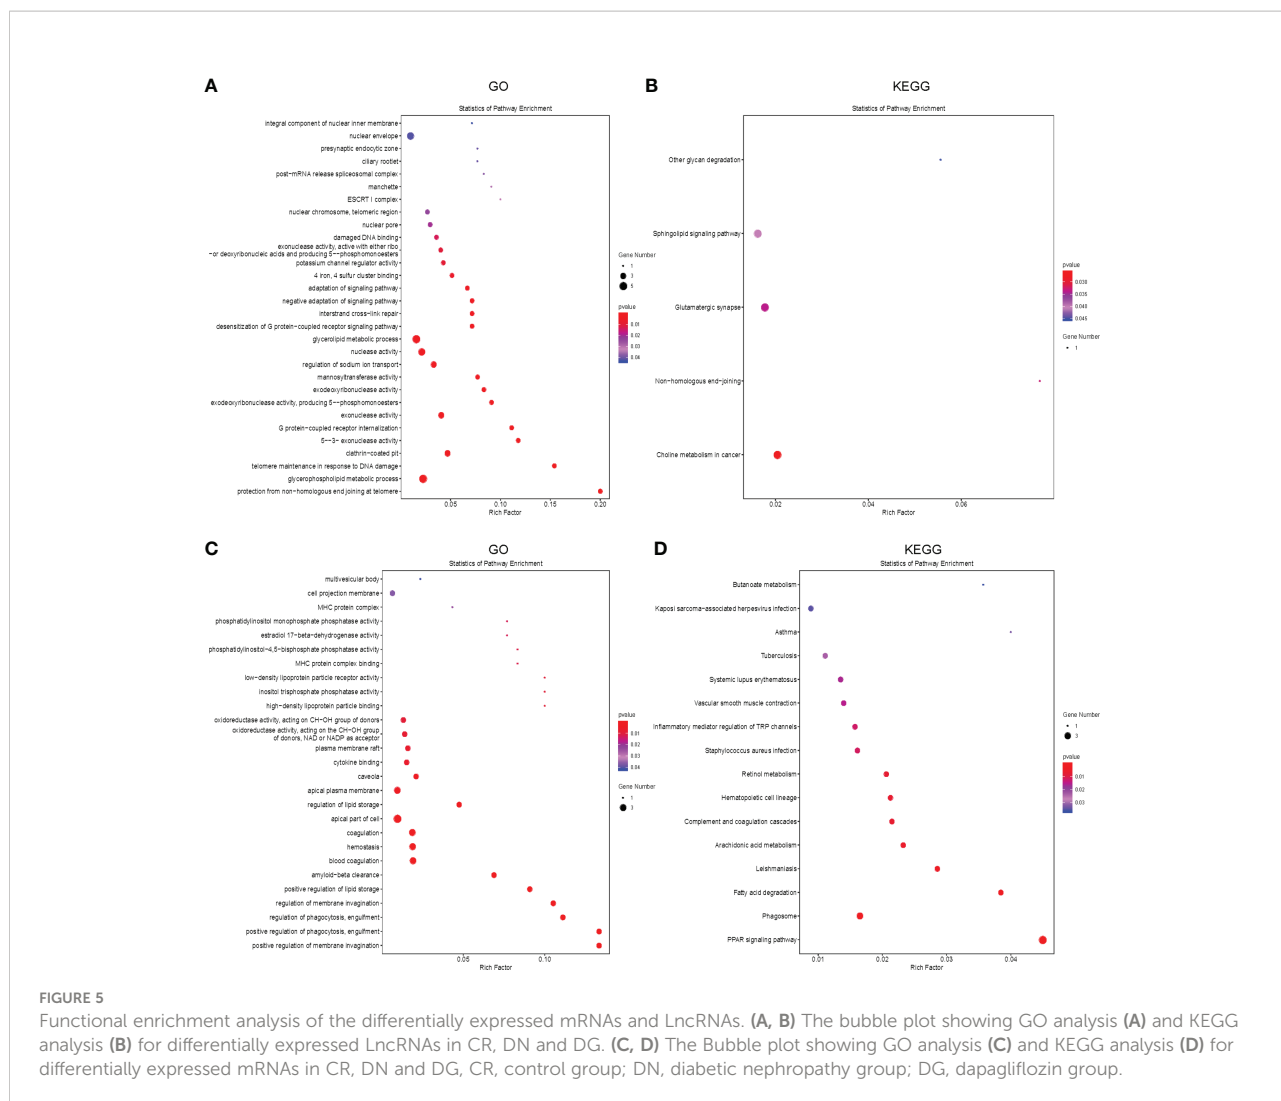 A
GO
Statistics of Pathway Enrichment
integral component of nuclear inner membrane
nuclear envelope
presynaptic endocytic zone
ciliary rootlet
post-mRNA release spliceosomal complex
manchette
ESCRT I complex
nuclear chromosome, telomeric region
nuclear pore
damaged DNA binding
exonuclease activity, active with either ribo
-or deoxyribonucleic acids and producing 5--phosphomonoesters
potassium channel regulator activity
4 iron, 4 sulfur cluster binding
adaptation of signaling pathway
negative adaptation of signaling pathway
interstrand cross-link repair
desensitization of G protein-coupled receptor signaling pathway
glycerolipid metabolic process
nuclease activity
regulation of sodium ion transport
mannosyltransferase activity
exodeoxyribonuclease activity
exodeoxyribonuclease activity, producing 5--phosphomonoesters
exonuclease activity
G protein-coupled receptor internalization
5--3- exonuclease activity
clathrin-coated pit
telomere maintenance in response to DNA damage
glycerophospholipid metabolic process
protection from non-homologous end joining at telomere
0.05 0.10 0.15 0.20
Rich Factor
Gene Number
1
3
5
pvalue
0.01
0.02
0.03
0.04
B
KEGG
Statistics of Pathway Enrichment
Other glycan degradation
Sphingolipid signaling pathway
Glutamatergic synapse
Non-homologous end-joining
Choline metabolism in cancer
0.02 0.04 0.06
Rich Factor
pvalue
0.030
0.035
0.040
0.045
Gene Number
1
C
GO
Statistics of Pathway Enrichment
multivesicular body
cell projection membrane
MHC protein complex
phosphatidylinositol monophosphate phosphatase activity
estradiol 17-beta-dehydrogenase activity
phosphatidylinositol-4,5-bisphosphate phosphatase activity
MHC protein complex binding
low-density lipoprotein particle receptor activity
inositol trisphosphate phosphatase activity
high-density lipoprotein particle binding
oxidoreductase activity, acting on CH-OH group of donors
oxidoreductase activity, acting on the CH-OH group
of donors, NAD or NADP as acceptor
plasma membrane raft
cytokine binding
caveola
apical plasma membrane
regulation of lipid storage
apical part of cell
coagulation
hemostasis
blood coagulation
amyloid-beta clearance
positive regulation of lipid storage
regulation of membrane invagination
regulation of phagocytosis, engulfment
positive regulation of phagocytosis, engulfment
positive regulation of membrane invagination
0.05 0.10
Rich Factor
pvalue
0.01
0.02
0.03
0.04
Gene Number
1
3
D
KEGG
Statistics of Pathway Enrichment
Butanoate metabolism
Kaposi sarcoma-associated herpesvirus infection
Asthma
Tuberculosis
Systemic lupus erythematosus
Vascular smooth muscle contraction
Inflammatory mediator regulation of TRP channels
Staphylococcus aureus infection
Retinol metabolism
Hematopoietic cell lineage
Complement and coagulation cascades
Arachidonic acid metabolism
Leishmaniasis
Fatty acid degradation
Phagosome
PPAR signaling pathway
0.01 0.02 0.03 0.04
Rich Factor
Gene Number
1
3
pvalue
0.01
0.02
0.03
FIGURE 5
Functional enrichment analysis of the differentially expressed mRNAs and LncRNAs. (A, B) The bubble plot showing GO analysis (A) and KEGG
analysis (B) for differentially expressed LncRNAs in CR, DN and DG. (C, D) The Bubble plot showing GO analysis (C) and KEGG analysis (D) for
differentially expressed mRNAs in CR, DN and DG, CR, control group; DN, diabetic nephropathy group; DG, dapagliflozin group.